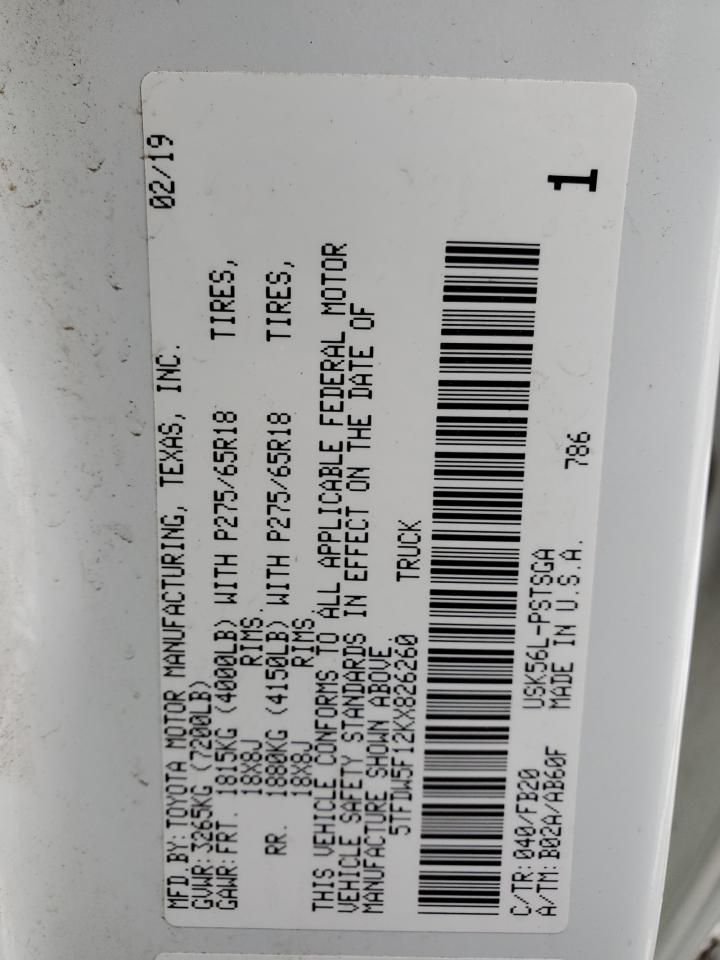 MFD.BY: TOYOTA MOTOR MANUFACTURING, TEXAS, INC. 02/19
GVWR: 3265KG (7200LB)
GAWR: FRT. 1815KG (4000LB) WITH P275/65R18 TIRES,
18X8J RIMS.
RR. 1880KG (4150LB) WITH P275/65R18 TIRES,
18X8J RIMS.
THIS VEHICLE CONFORMS TO ALL APPLICABLE FEDERAL MOTOR
VEHICLE SAFETY STANDARDS IN EFFECT ON THE DATE OF
MANUFACTURE SHOWN ABOVE.
5TFDW5F12KX826260 TRUCK
C/TR: 040/FB20 USK56L-PSTSGA 786 1
A/TM: B02A/AB60F MADE IN U.S.A.